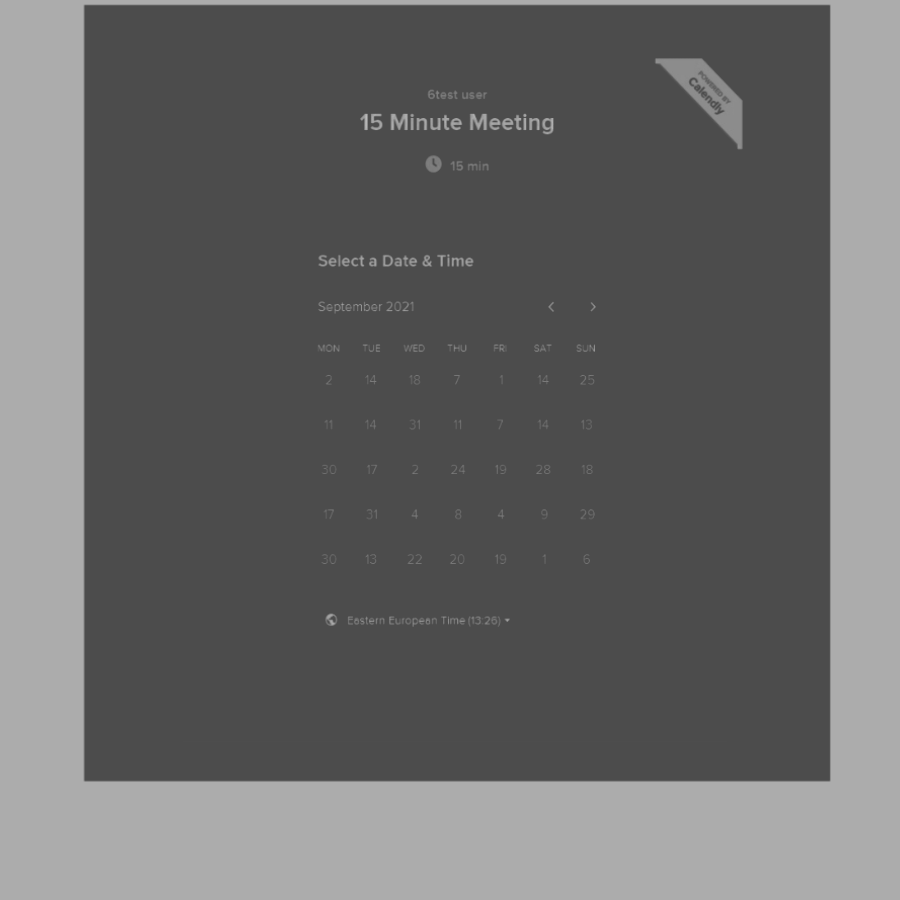 POWERED BY
Calendly
6test user
15 Minute Meeting
15 min
Select a Date & Time
September 2021
MON TUE WED THU FRI SAT SUN
2 14 18 7 1 14 25
11 14 31 11 7 14 13
30 17 2 24 19 28 18
17 31 4 8 4 9 29
30 13 22 20 19 1 6
Eastern European Time (13:26)